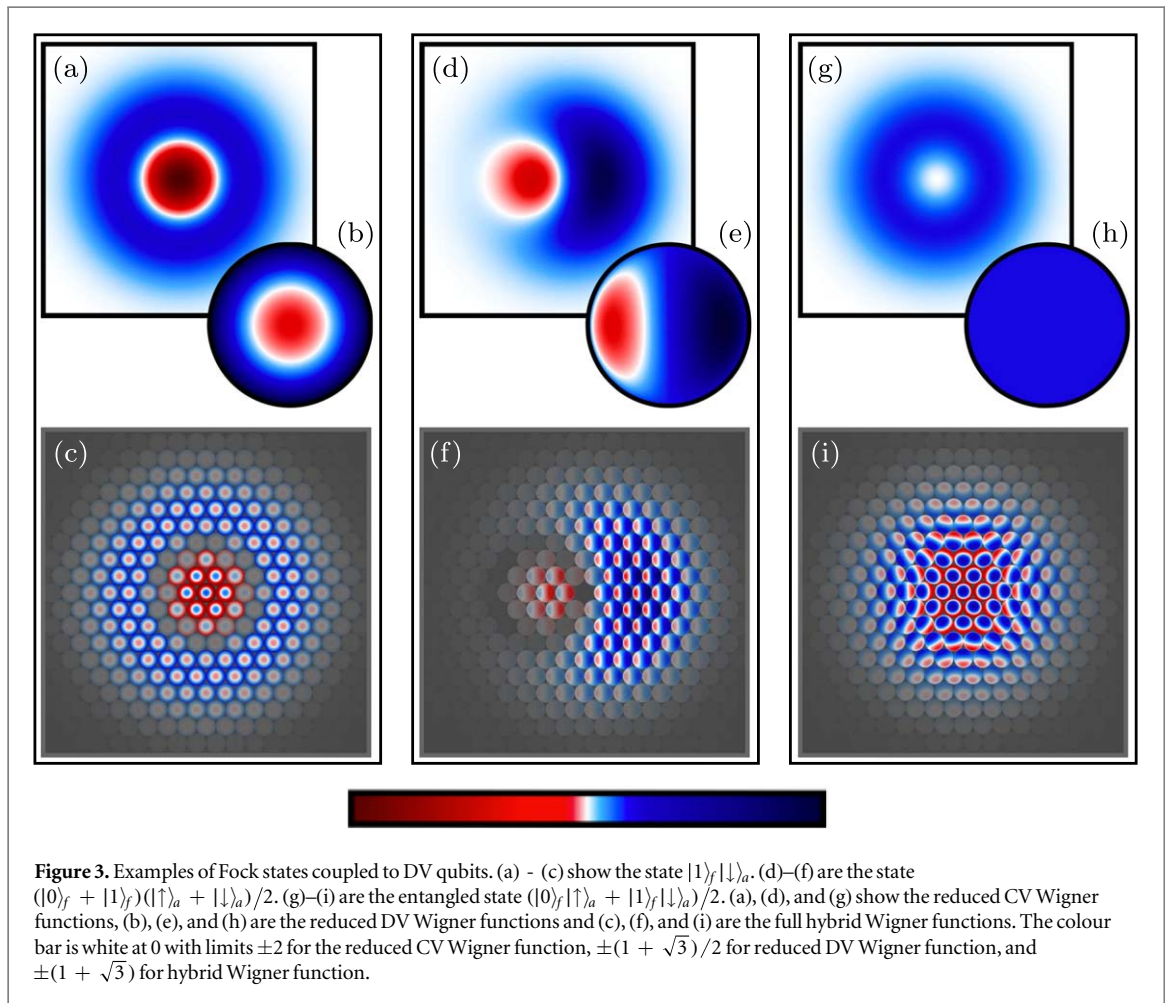 (a)
(d)
(g)
(b)
(e)
(h)
(c)
(f)
(i)
Figure 3. Examples of Fock states coupled to DV qubits. (a) - (c) show the state |1⟩_f|↓⟩_a. (d)–(f) are the state
(|0⟩_f + |1⟩_f)(|↑⟩_a + |↓⟩_a)/2. (g)–(i) are the entangled state (|0⟩_f|↑⟩_a + |1⟩_f|↓⟩_a)/2. (a), (d), and (g) show the reduced CV Wigner
functions, (b), (e), and (h) are the reduced DV Wigner functions and (c), (f), and (i) are the full hybrid Wigner functions. The colour
bar is white at 0 with limits ±2 for the reduced CV Wigner function, ±(1 + √3)/2 for reduced DV Wigner function, and
±(1 + √3) for hybrid Wigner function.